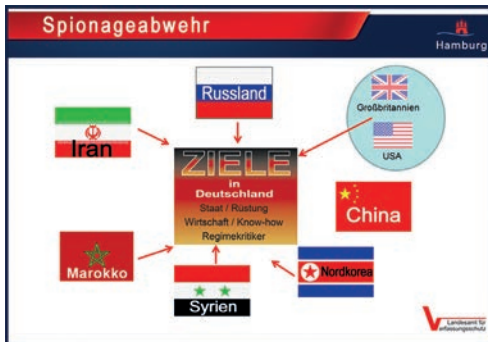 Spionageabwehr
Hamburg
Russland
Großbritannien
USA
Iran
ZIELE
in
Deutschland
Staat / Rüstung
Wirtschaft / Know-how
Regimekritiker
China
Marokko
Syrien
Nordkorea
Landesamt für
Verfassungsschutz